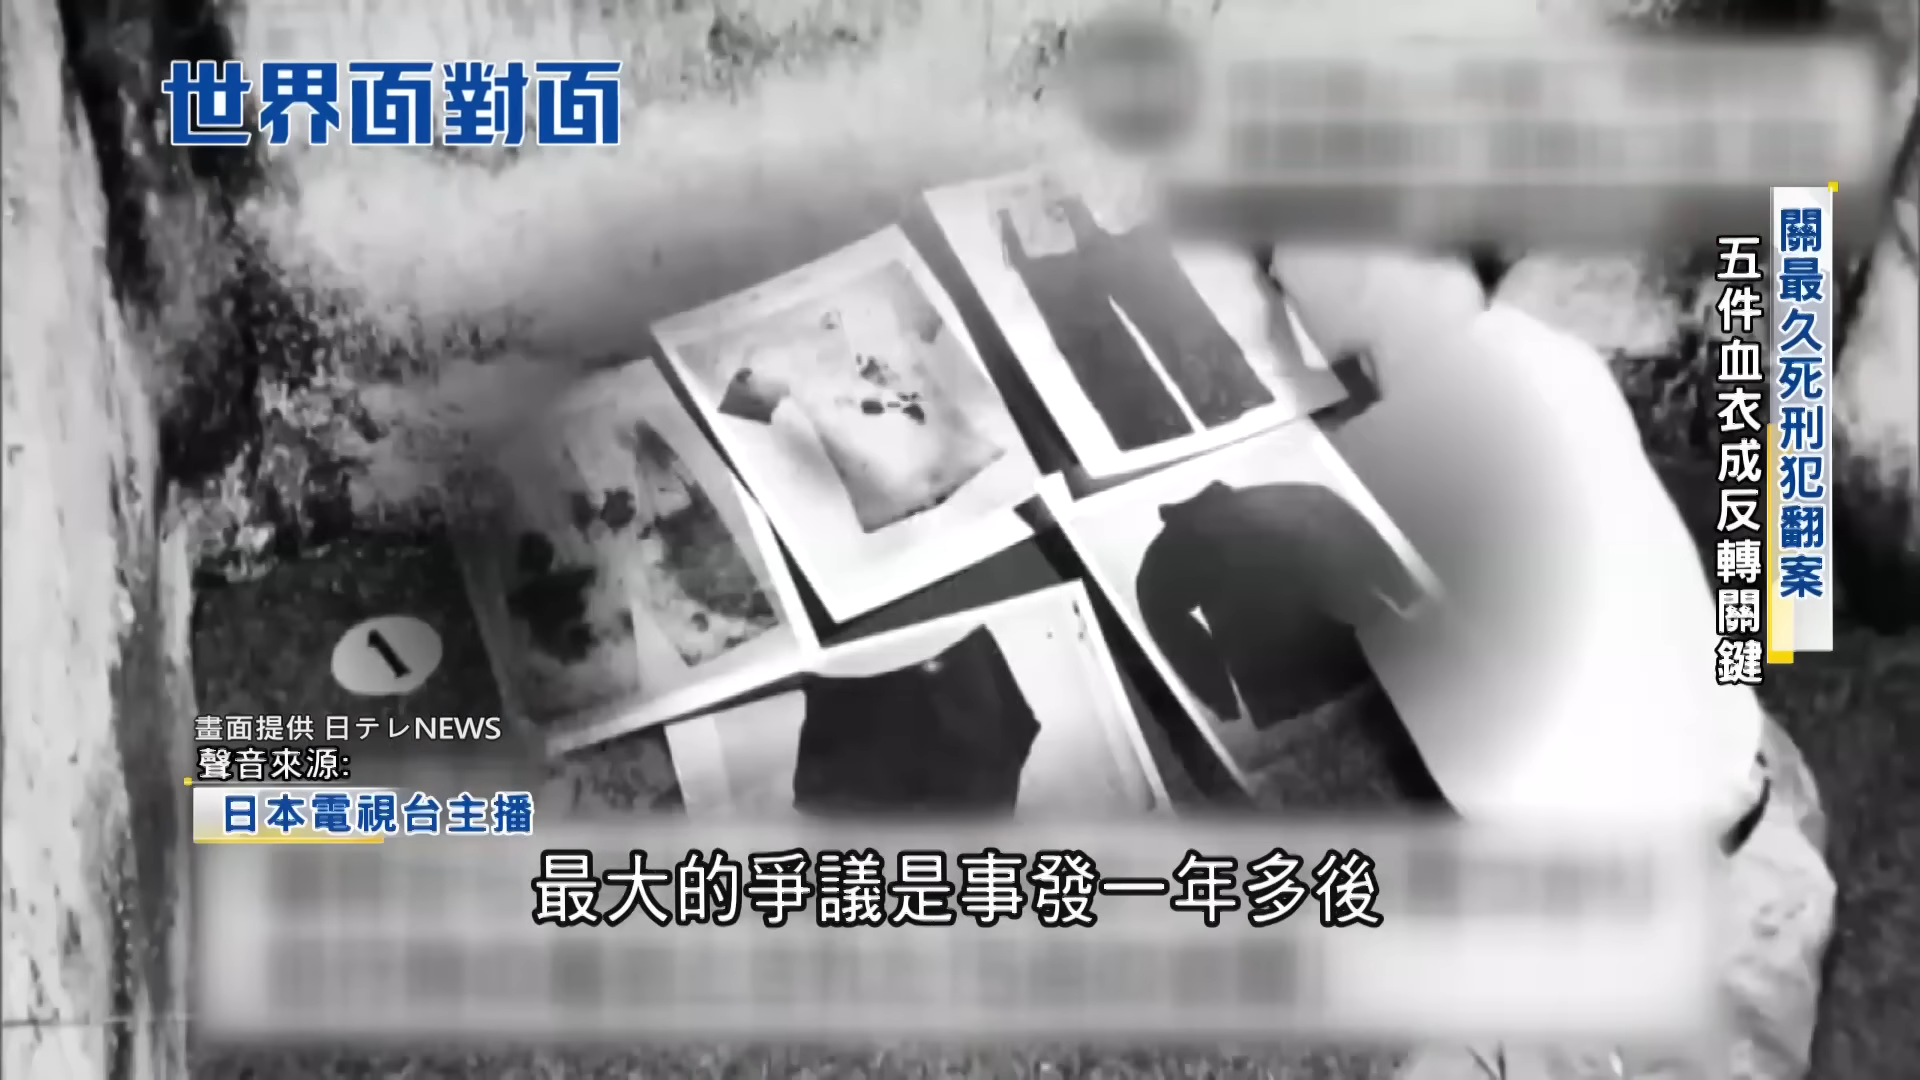 世界面對面
關最久死刑犯翻案
五件血衣成反轉關鍵
1
畫面提供 日テレNEWS
聲音來源:
日本電視台主播
最大的爭議是事發一年多後